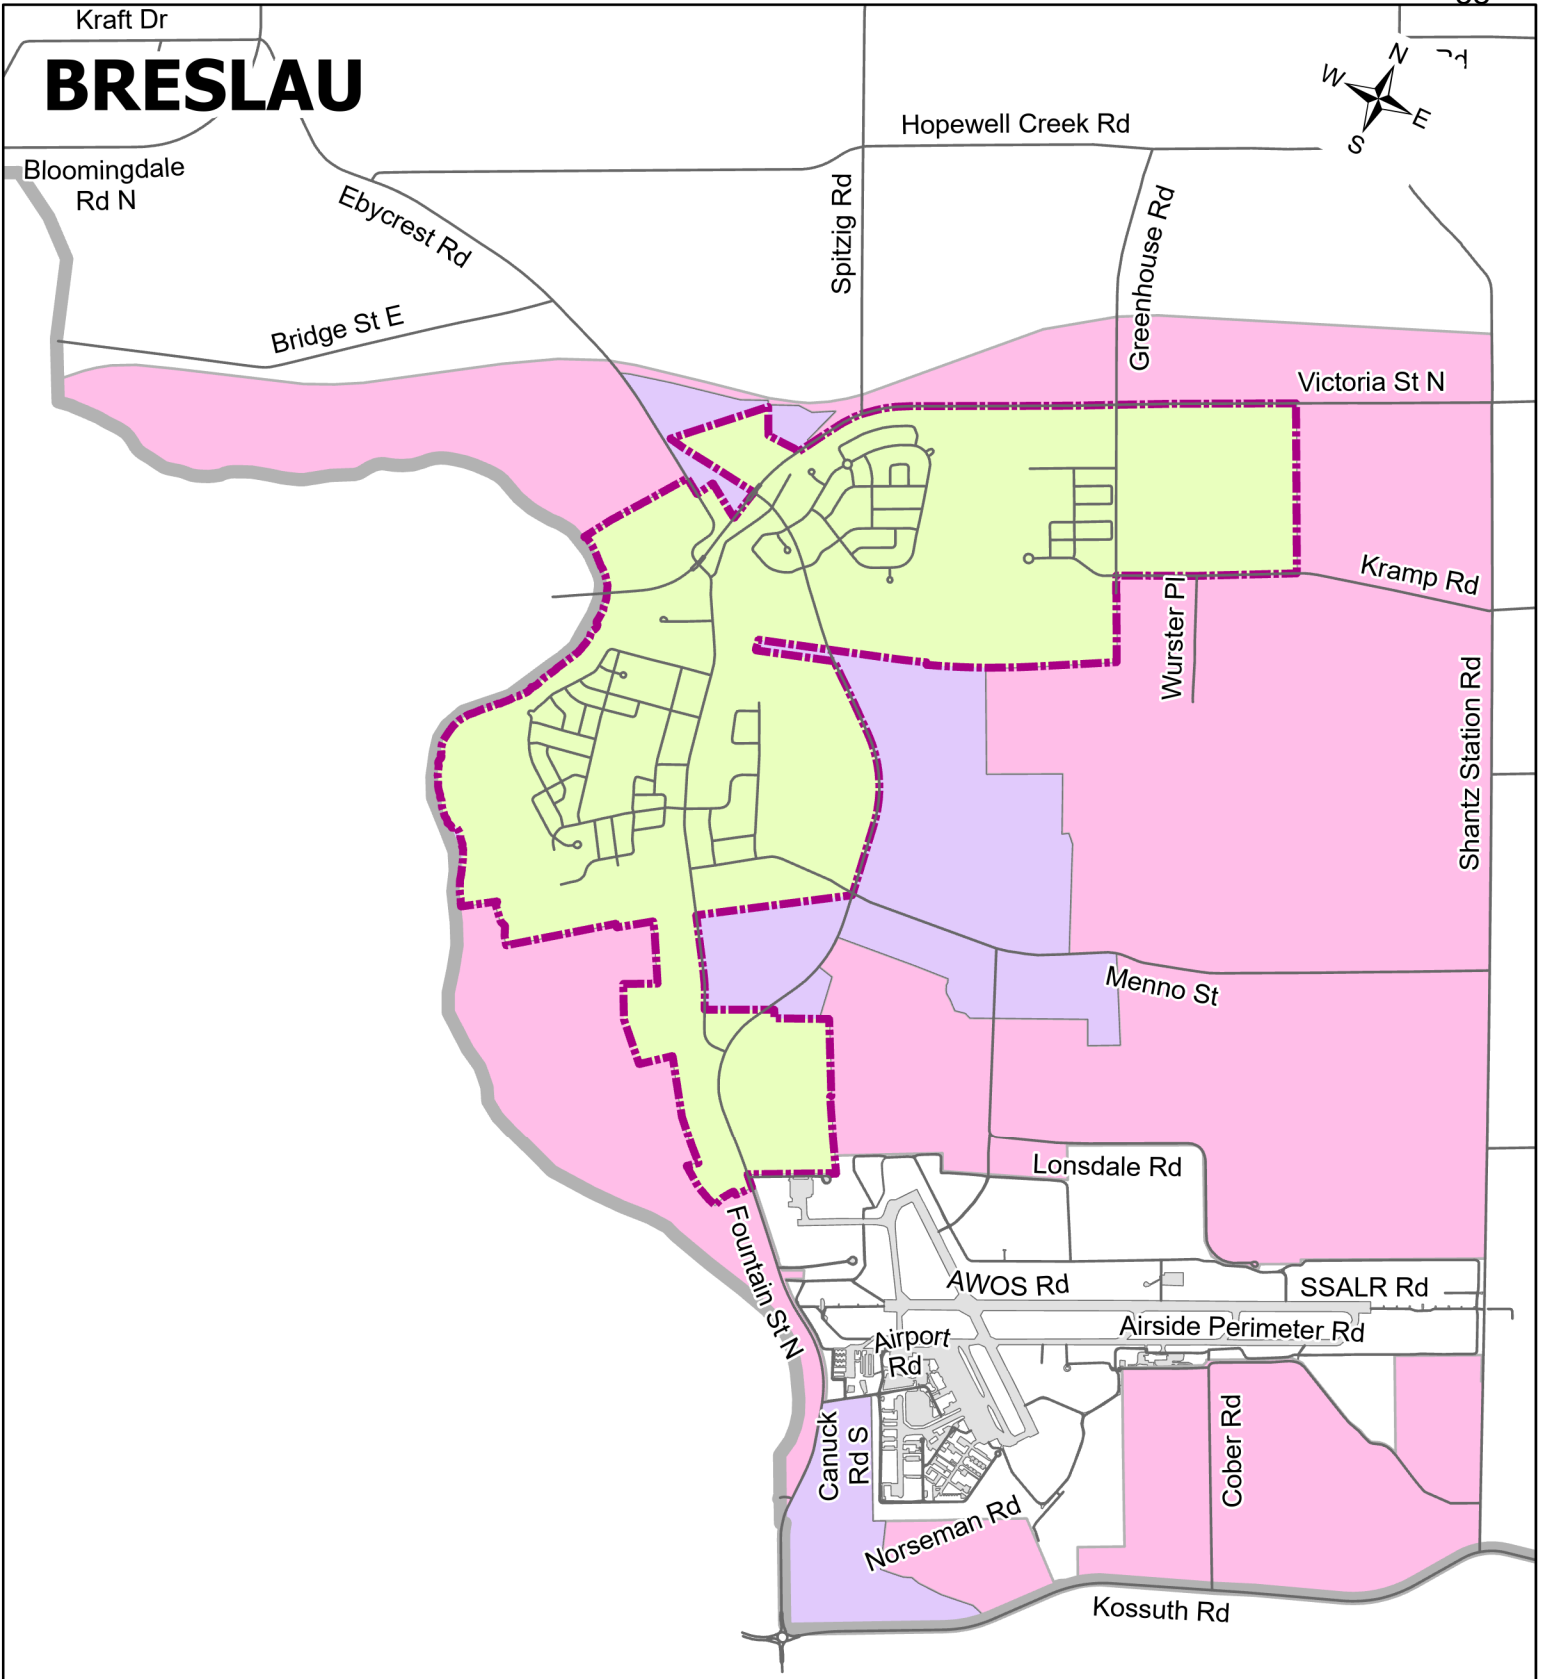 Kraft Dr
BRESLAU
N
W
E
S
Hopewell Creek Rd
Bloomingdale
Rd N
Ebycrest Rd
Spitzig Rd
Greenhouse Rd
Bridge St E
Victoria St N
Kramp Rd
Wurster Pl
Shantz Station Rd
Menno St
Lonsdale Rd
Fountain St N
AWOS Rd
SSALR Rd
Airside Perimeter Rd
Airport
Rd
Canuck
Rd S
Cober Rd
Norseman Rd
Kossuth Rd